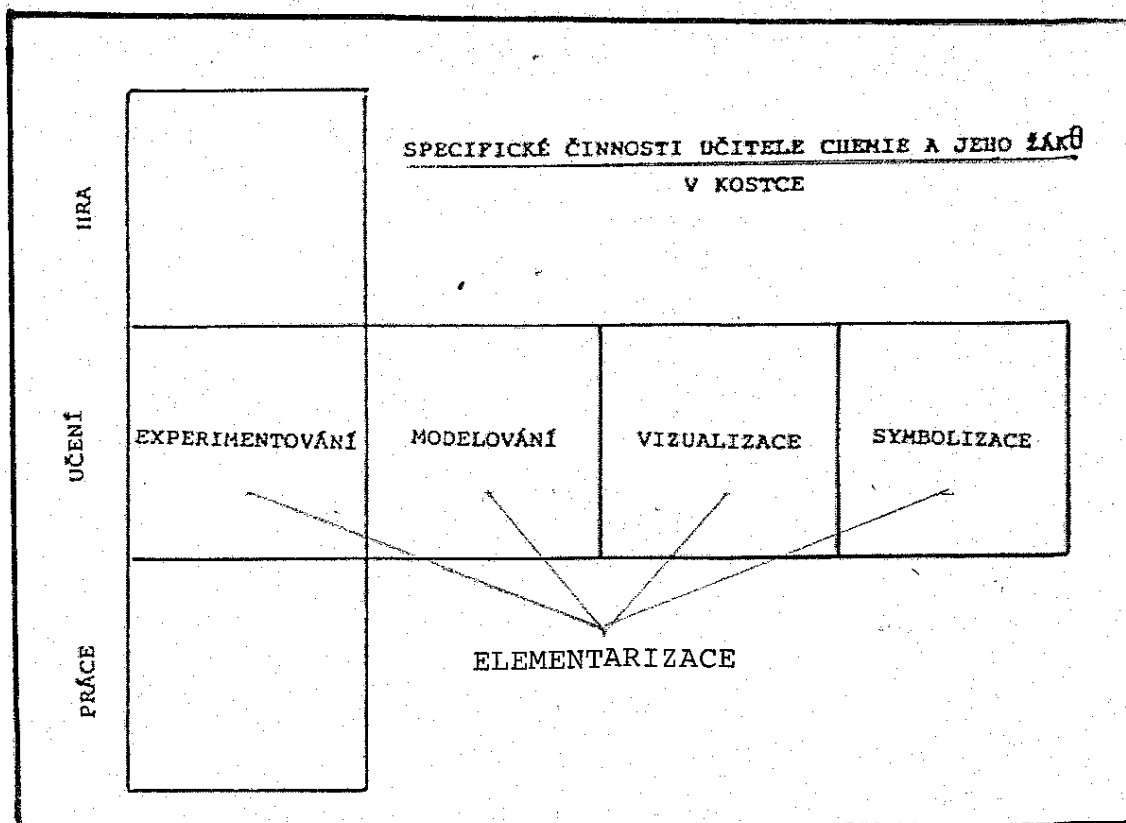 SPECIFICKÉ ČINNOSTI UČITELE CHEMIE A JEHO ŽÁKŮ
V KOSTCE
HRA
UČENÍ
EXPERIMENTOVÁNÍ
MODELOVÁNÍ
VIZUALIZACE
SYMBOLIZACE
ELEMENTARIZACE
PRÁCE